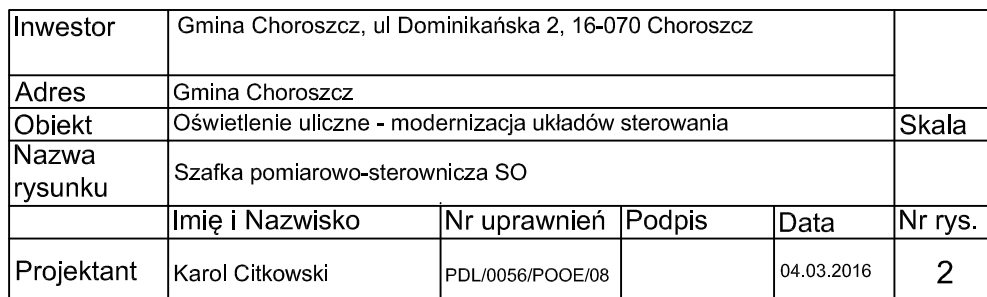 Inwestor Gmina Choroszcz, ul Dominikańska 2, 16-070 Choroszcz
Adres Gmina Choroszcz
Obiekt Oświetlenie uliczne - modernizacja układów sterowania Skala
Nazwa
rysunku Szafka pomiarowo-sterownicza SO
Imię i Nazwisko Nr uprawnień Podpis Data Nr rys.
Projektant Karol Citkowski PDL/0056/POOE/08 04.03.2016 2